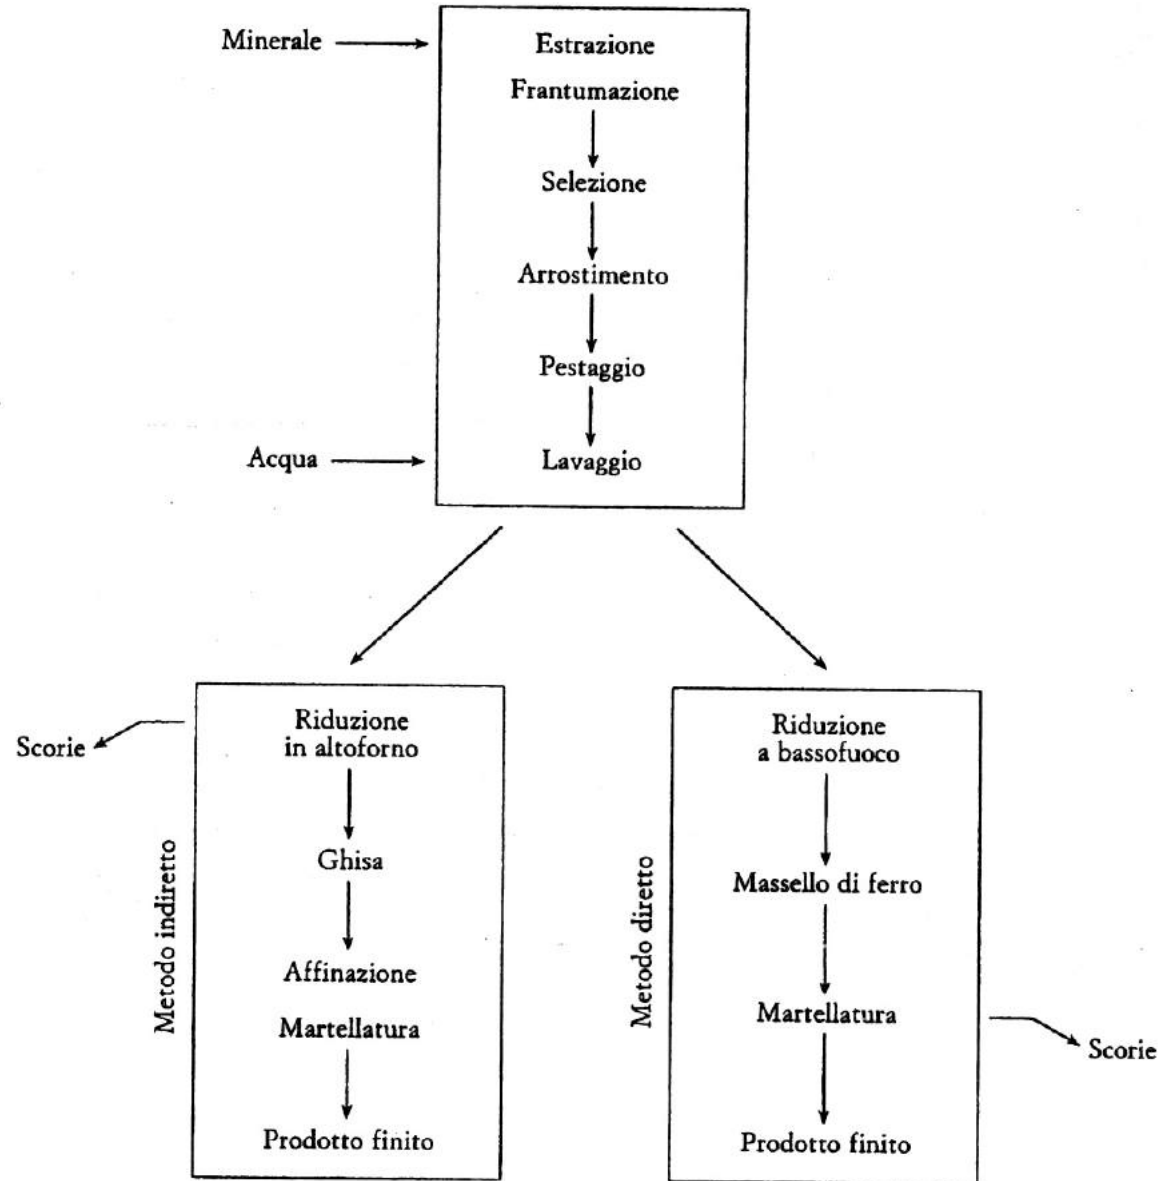 Minerale
Estrazione
Frantumazione
Selezione
Arrostimento
Pestaggio
Acqua
Lavaggio
Scorie
Metodo indiretto
Riduzione
in altoforno
Ghisa
Affinazione
Martellatura
Prodotto finito
Metodo diretto
Riduzione
a bassofuoco
Massello di ferro
Martellatura
Scorie
Prodotto finito